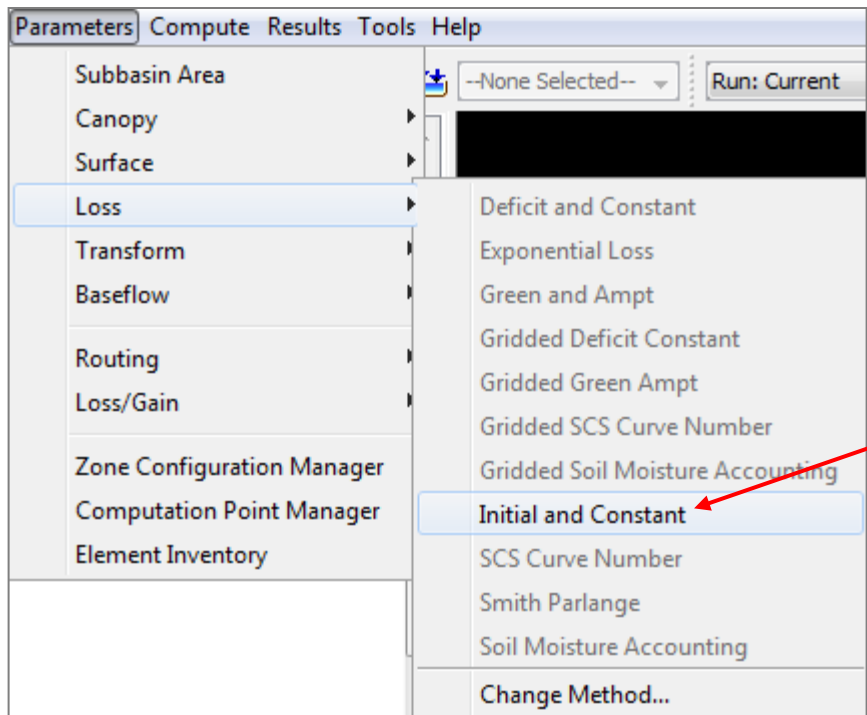 Parameters Compute Results Tools Help
--None Selected-- Run: Current
Subbasin Area
Canopy
Surface
Loss
Transform
Baseflow
Routing
Loss/Gain
Zone Configuration Manager
Computation Point Manager
Element Inventory
Deficit and Constant
Exponential Loss
Green and Ampt
Gridded Deficit Constant
Gridded Green Ampt
Gridded SCS Curve Number
Gridded Soil Moisture Accounting
Initial and Constant
SCS Curve Number
Smith Parlange
Soil Moisture Accounting
Change Method...